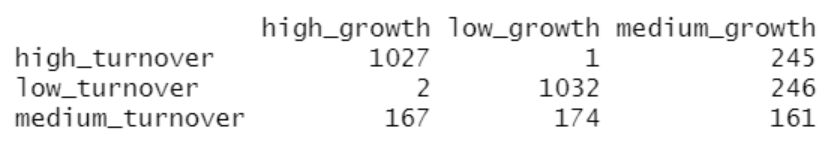 high_growth low_growth medium_growth
high_turnover 1027 1 245
low_turnover 2 1032 246
medium_turnover 167 174 161